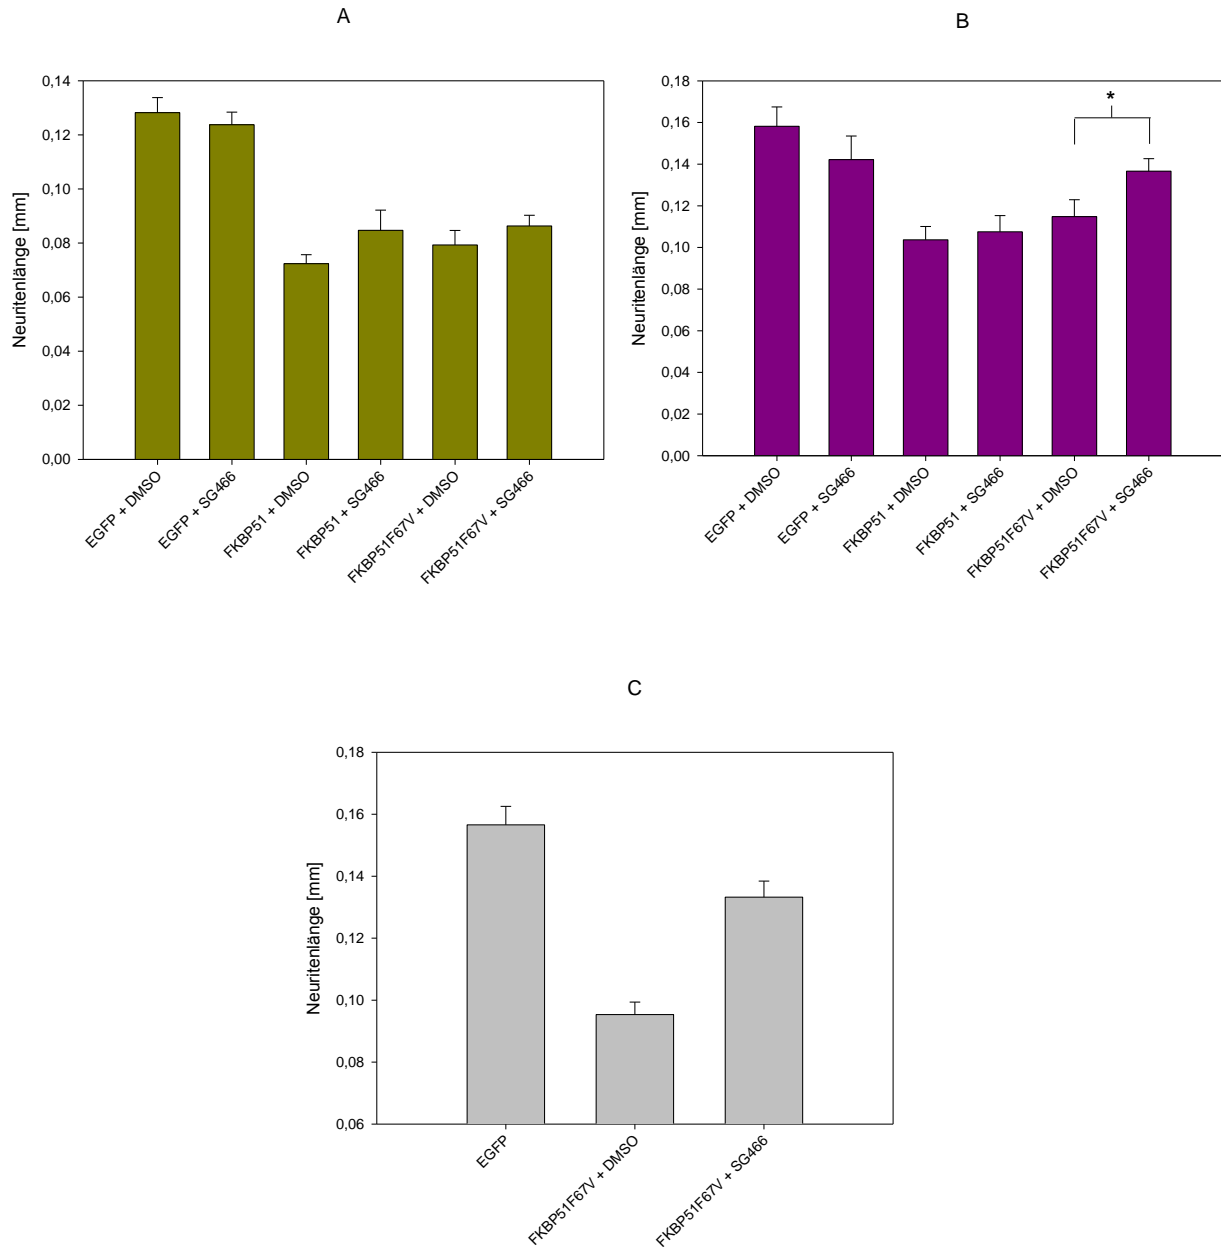 A
Neuritenlänge [mm]
0,14
0,12
0,10
0,08
0,06
0,04
0,02
0,00
EGFP + DMSO
EGFP + SG466
FKBP51 + DMSO
FKBP51 + SG466
FKBP51F67V + DMSO
FKBP51F67V + SG466
B
Neuritenlänge [mm]
0,18
0,16
0,14
0,12
0,10
0,08
0,06
0,04
0,02
0,00
*
EGFP + DMSO
EGFP + SG466
FKBP51 + DMSO
FKBP51 + SG466
FKBP51F67V + DMSO
FKBP51F67V + SG466
C
Neuritenlänge [mm]
0,18
0,16
0,14
0,12
0,10
0,08
0,06
EGFP
FKBP51F67V + DMSO
FKBP51F67V + SG466